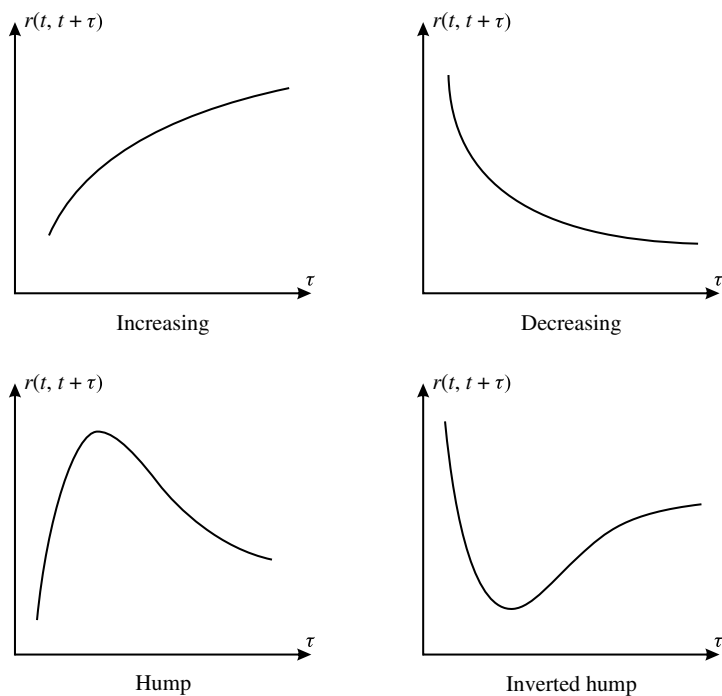 r(t, t + τ)
τ
Increasing
r(t, t + τ)
τ
Decreasing
r(t, t + τ)
τ
Hump
r(t, t + τ)
τ
Inverted hump